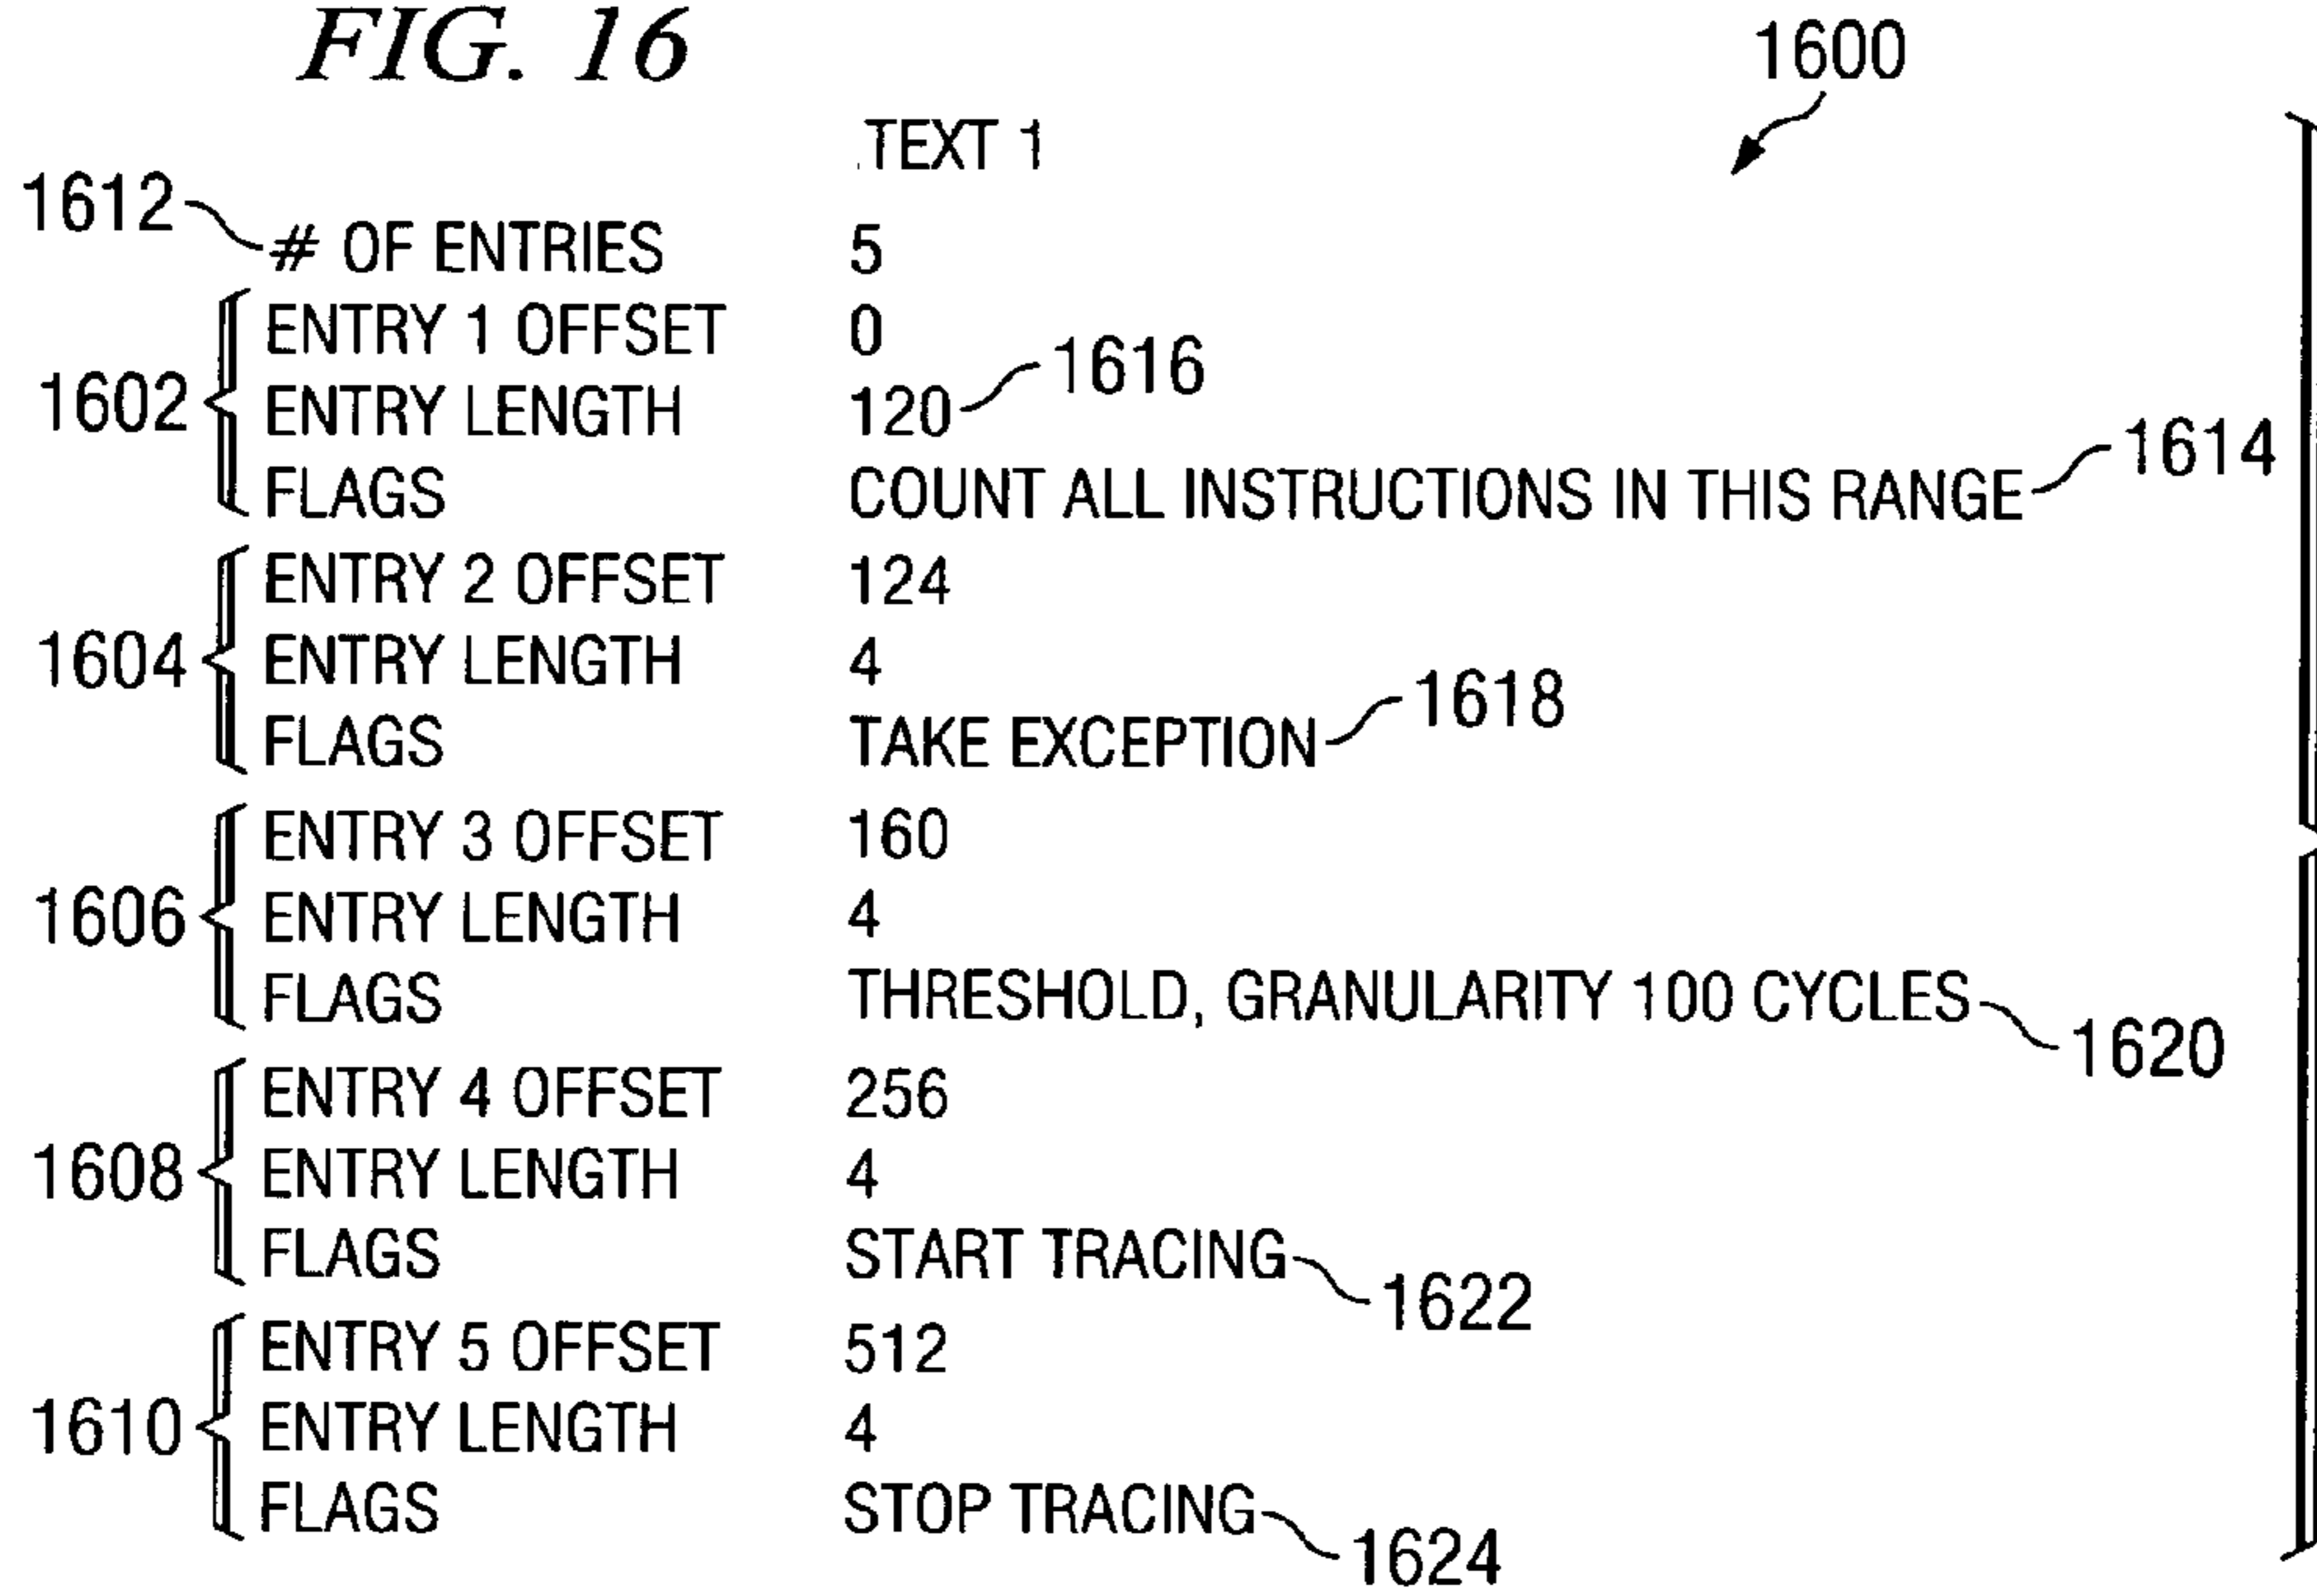 FIG. 16
1600
.TEXT 1
1612
# OF ENTRIES 5
ENTRY 1 OFFSET 0
1616
1602 ENTRY LENGTH 120
1614
FLAGS COUNT ALL INSTRUCTIONS IN THIS RANGE
ENTRY 2 OFFSET 124
1604 ENTRY LENGTH 4
1618
FLAGS TAKE EXCEPTION
ENTRY 3 OFFSET 160
1606 ENTRY LENGTH 4
FLAGS THRESHOLD, GRANULARITY 100 CYCLES
1620
ENTRY 4 OFFSET 256
1608 ENTRY LENGTH 4
FLAGS START TRACING
1622
ENTRY 5 OFFSET 512
1610 ENTRY LENGTH 4
FLAGS STOP TRACING
1624